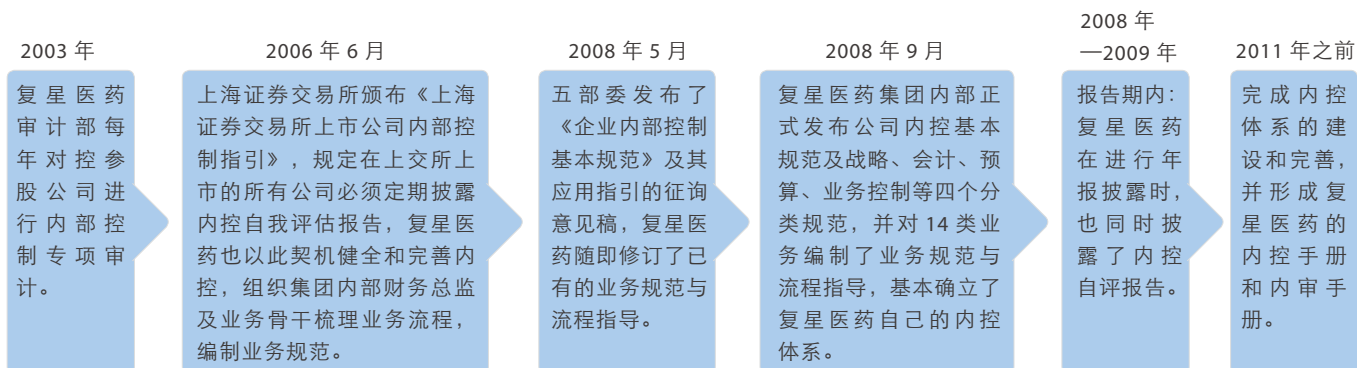 2003 年
复星医药
审计部每
年对控参
股公司进
行内部控
制专项审
计。
2006 年 6 月
上海证券交易所颁布《上海
证券交易所上市公司内部控
制指引》，规定在上交所上
市的所有公司必须定期披露
内控自我评估报告，复星医
药也以此契机健全和完善内
控，组织集团内部财务总监
及业务骨干梳理业务流程，
编制业务规范。
2008 年 5 月
五部委发布了
《企业内部控制
基本规范》及其
应用指引的征询
意见稿，复星医
药随即修订了已
有的业务规范与
流程指导。
2008 年 9 月
复星医药集团内部正
式发布公司内控基本
规范及战略、会计、预
算、业务控制等四个分
类规范，并对 14 类业
务编制了业务规范与
流程指导，基本确立了
复星医药自己的内控
体系。
2008 年
—2009 年
报告期内：
复星医药
在进行年
报披露时，
也同时披
露了内控
自评报告。
2011 年之前
完成内控
体系的建
设和完善，
并形成复
星医药的
内控手册
和内审手
册。